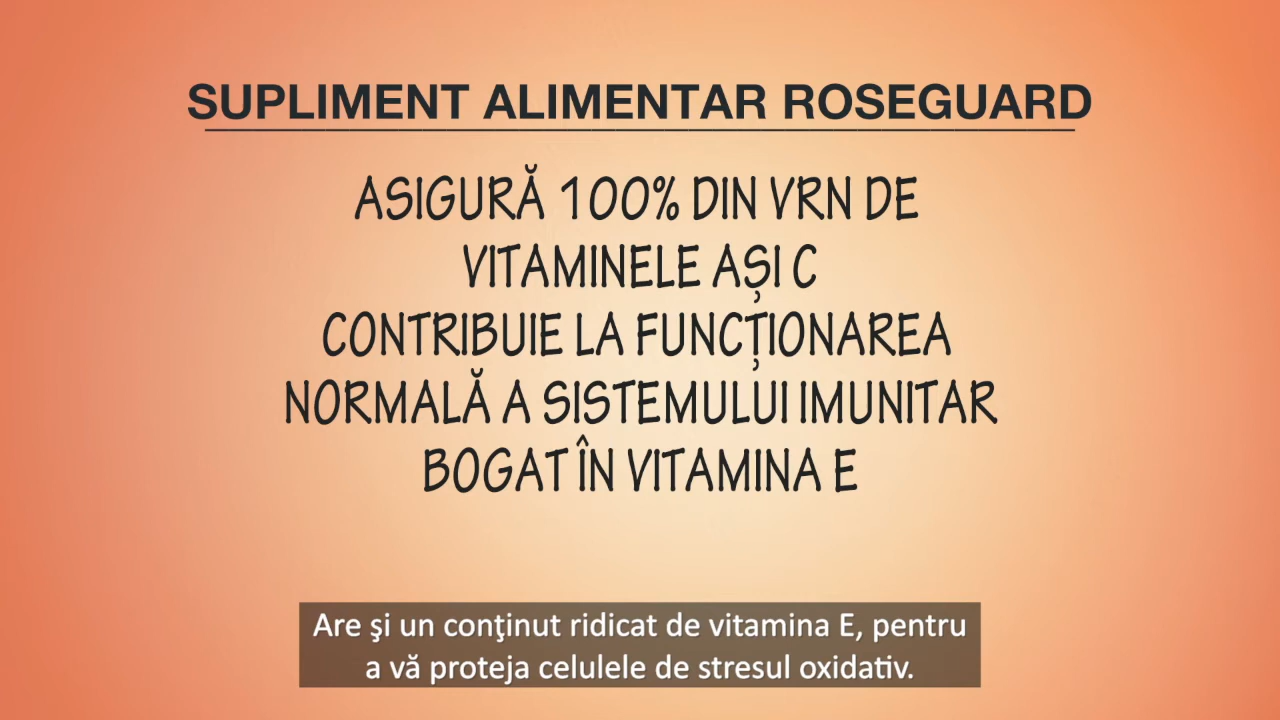 SUPLIMENT ALIMENTAR ROSEGUARD
ASIGURĂ 100% DIN VRN DE
VITAMINELE AȘI C
CONTRIBUIE LA FUNCȚIONAREA
NORMALĂ A SISTEMULUI IMUNITAR
BOGAT ÎN VITAMINA E
Are şi un conţinut ridicat de vitamina E, pentru
a vă proteja celulele de stresul oxidativ.